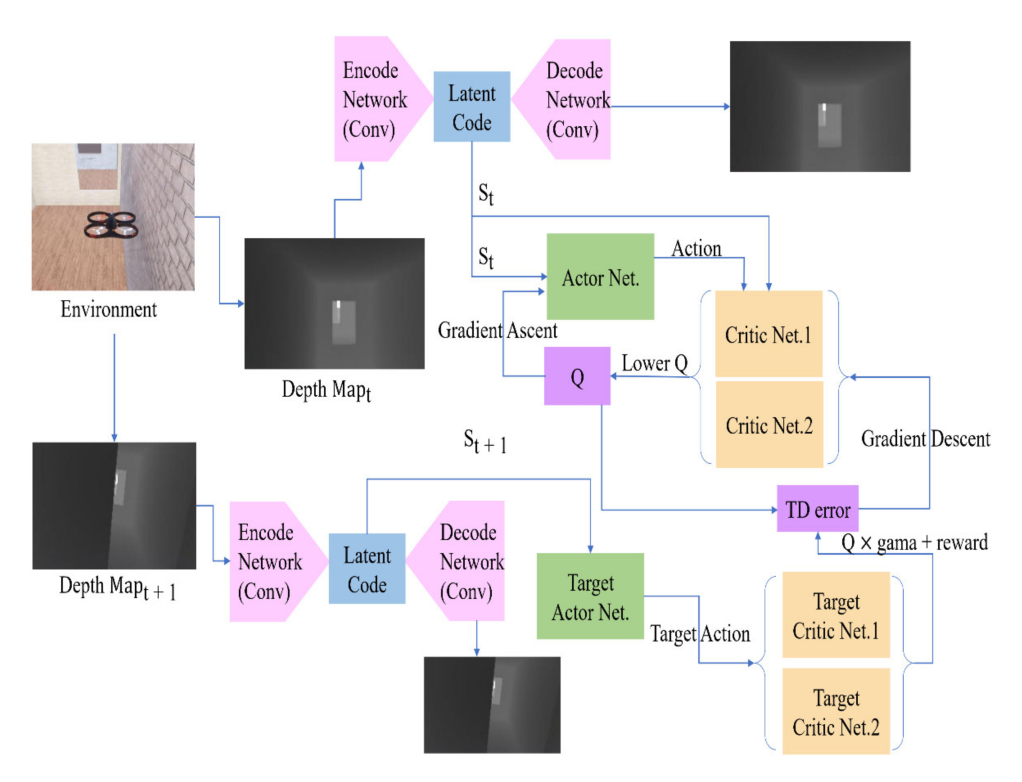 Encode
Network
(Conv)
Latent
Code
Decode
Network
(Conv)
Environment
S_t
S_t
Actor Net.
Action
Depth Map_t
Gradient Ascent
Q
Lower Q
Critic Net.1
Critic Net.2
Gradient Descent
S_t + 1
TD error
Q × gama + reward
Depth Map_t + 1
Encode
Network
(Conv)
Latent
Code
Decode
Network
(Conv)
Target
Actor Net.
Target Action
Target
Critic Net.1
Target
Critic Net.2